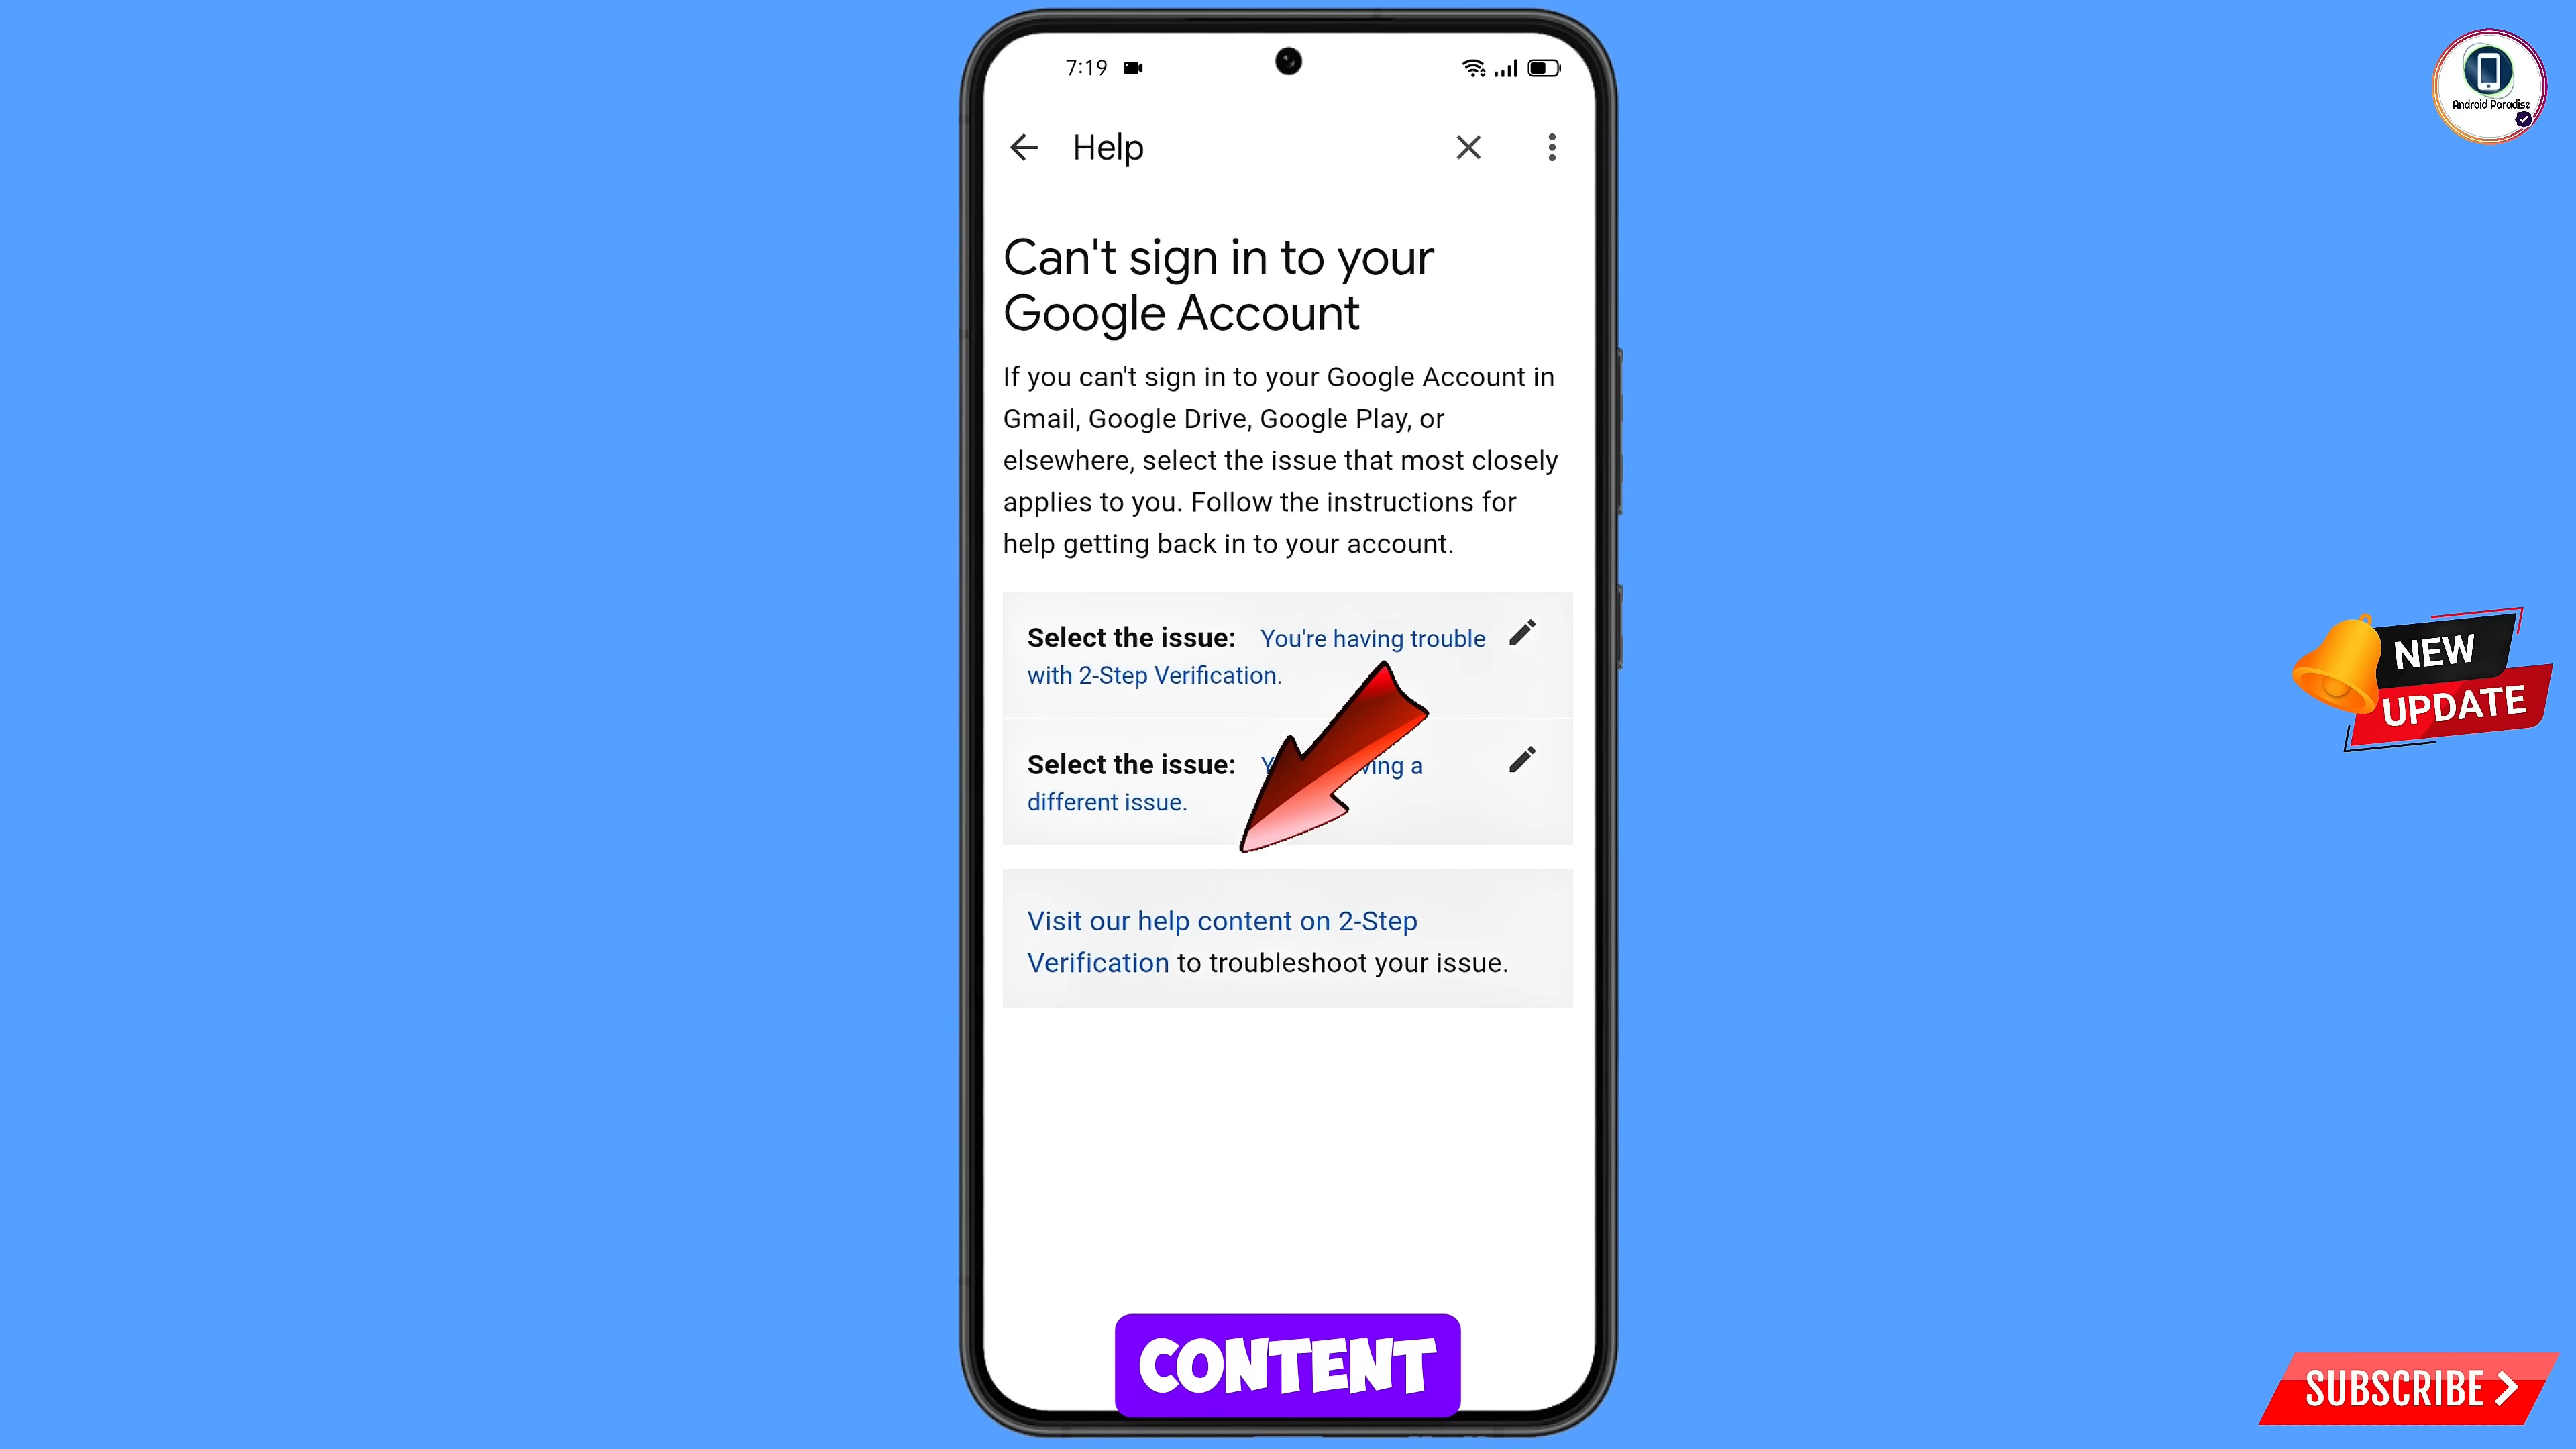 7:19
Android Paradise
Help
Can't sign in to your
Google Account
If you can't sign in to your Google Account in
Gmail, Google Drive, Google Play, or
elsewhere, select the issue that most closely
applies to you. Follow the instructions for
help getting back in to your account.
Select the issue: You're having trouble
with 2-Step Verification.
NEW
UPDATE
Select the issue: a
different issue.
Visit our help content on 2-Step
Verification to troubleshoot your issue.
CONTENT
SUBSCRIBE